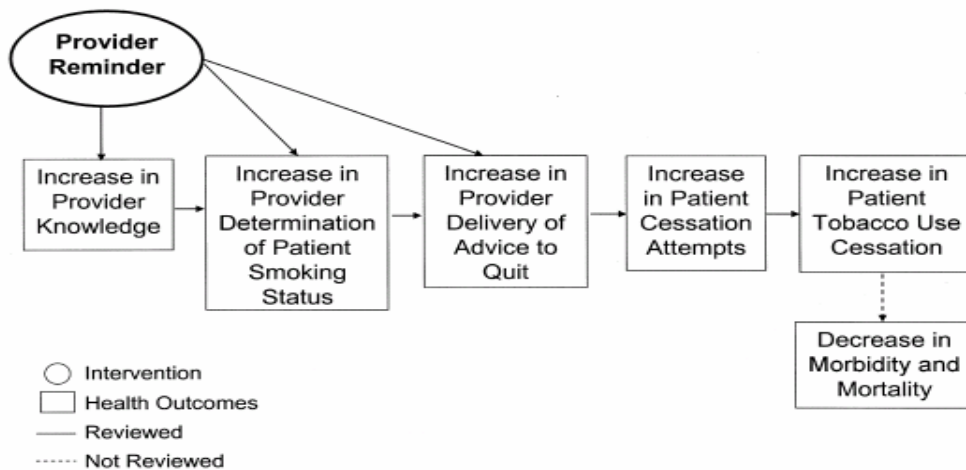 Provider
Reminder
Increase in
Provider
Knowledge
Increase in
Provider
Determination
of Patient
Smoking
Status
Increase in
Provider
Delivery of
Advice to
Quit
Increase
in Patient
Cessation
Attempts
Increase in
Patient
Tobacco Use
Cessation
Decrease in
Morbidity and
Mortality
Intervention
Health Outcomes
Reviewed
Not Reviewed